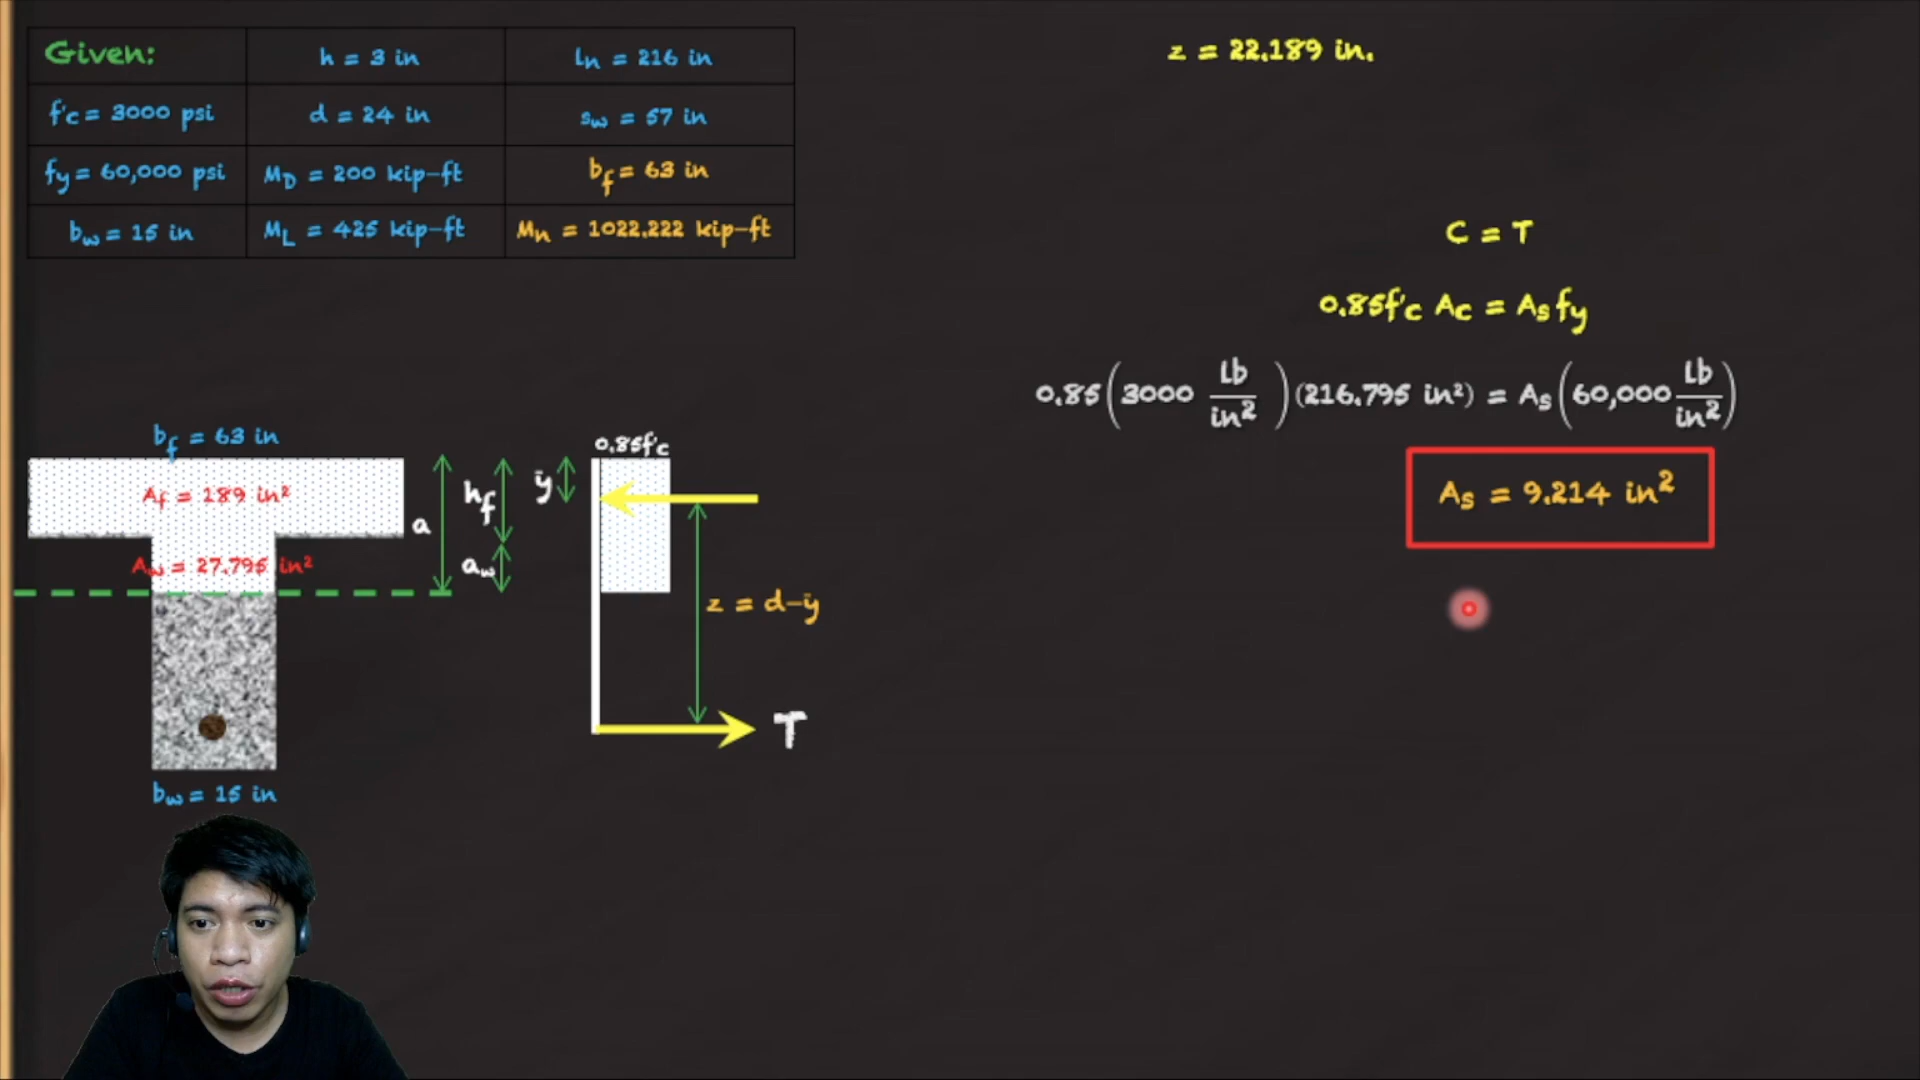 Given: h = 3 in ln = 216 in
f'c = 3000 psi d = 24 in sw = 57 in
fy = 60,000 psi MD = 200 kip-ft bf = 63 in
bw = 15 in ML = 425 kip-ft Mn = 1022.222 kip-ft
z = 22.189 in.
C = T
0.85f'c Ac = As fy
0.85(3000 Lb/in²)(216.795 in²) = As(60,000 Lb/in²)
As = 9.214 in²
bf = 63 in
Af = 189 in²
Aw = 27.795 in²
a
hf
aw
bw = 15 in
0.85f'c
ȳ
z = d-ȳ
T